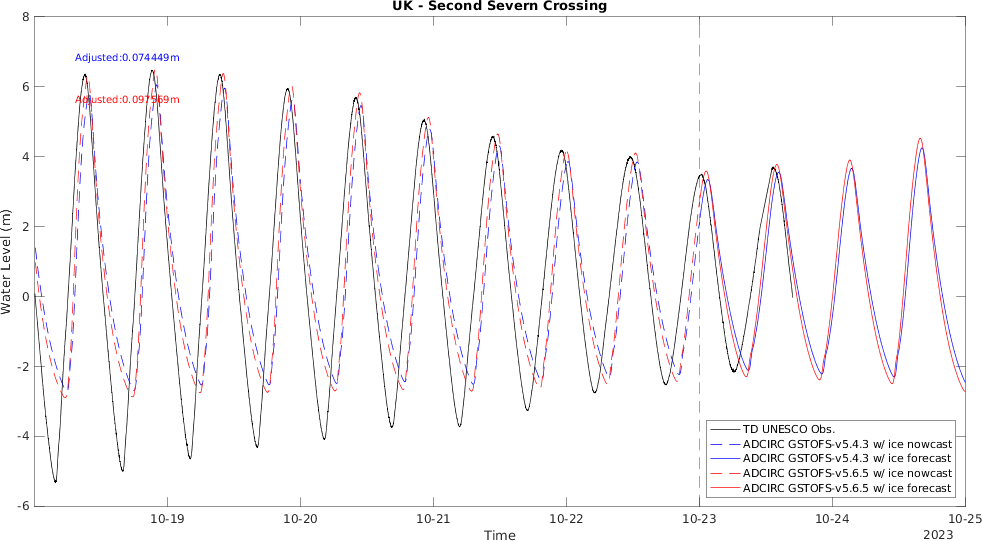 UK - Second Severn Crossing
8
6
4
2
0
-2
-4
-6
Water Level (m)
Adjusted:0.074449m
Adjusted:0.097569m
TD UNESCO Obs.
ADCIRC GSTOFS-v5.4.3 w/ ice nowcast
ADCIRC GSTOFS-v5.4.3 w/ ice forecast
ADCIRC GSTOFS-v5.6.5 w/ ice nowcast
ADCIRC GSTOFS-v5.6.5 w/ ice forecast
10-19 10-20 10-21 10-22 10-23 10-24 10-25
Time
2023